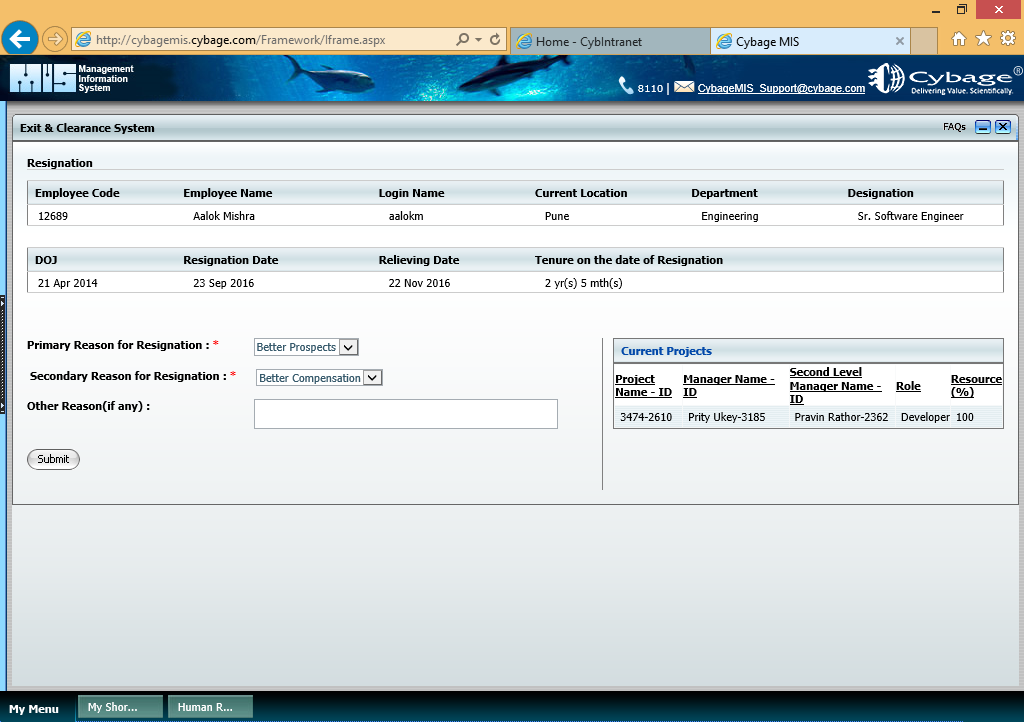 http://cybagemis.cybage.com/Framework/Iframe.aspx
Home - CybIntranet
Cybage MIS
MIS Management Information System
8110 | CybageMIS_Support@cybage.com
Cybage®
Delivering Value. Scientifically.
Exit & Clearance System
FAQs
Resignation
Employee Code Employee Name Login Name Current Location Department Designation
12689 Aalok Mishra aalokm Pune Engineering Sr. Software Engineer
DOJ Resignation Date Relieving Date Tenure on the date of Resignation
21 Apr 2014 23 Sep 2016 22 Nov 2016 2 yr(s) 5 mth(s)
Primary Reason for Resignation : * Better Prospects
Secondary Reason for Resignation : * Better Compensation
Other Reason(if any) :
Submit
Current Projects
Project Name - ID Manager Name - ID Second Level Manager Name - ID Role Resource (%)
3474-2610 Prity Ukey-3185 Pravin Rathor-2362 Developer 100
My Menu My Shor... Human R...